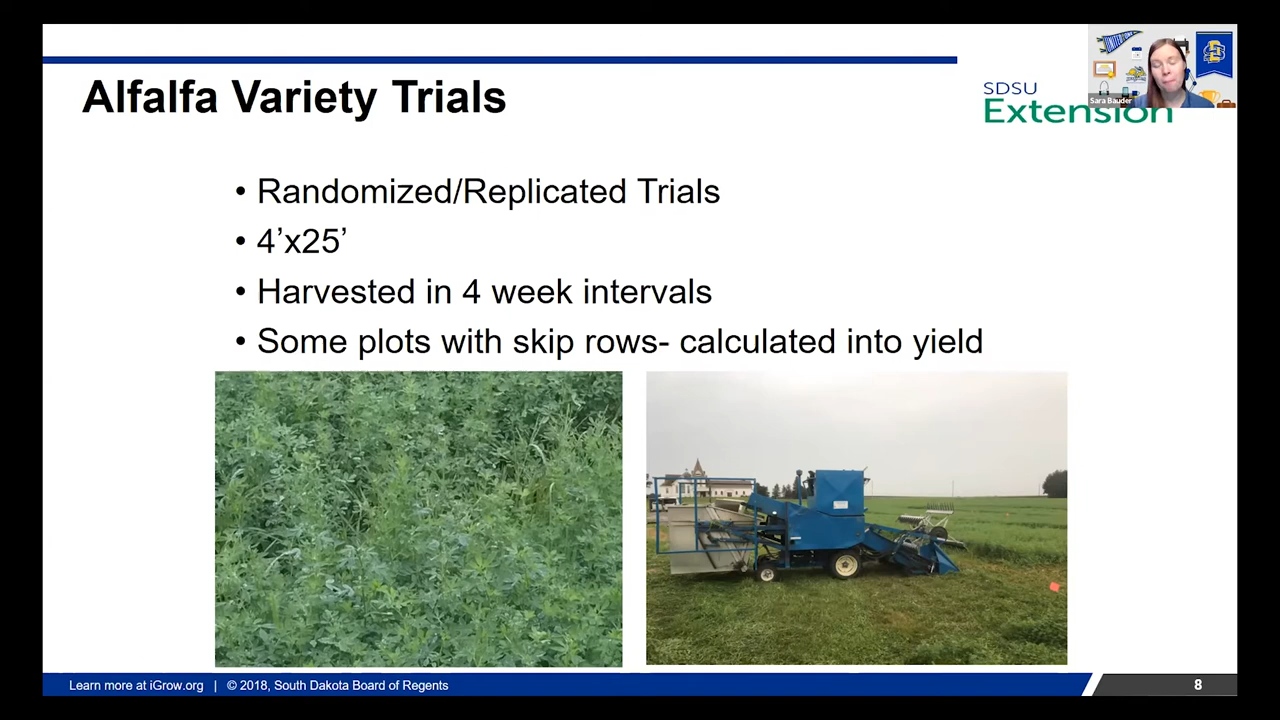 Alfalfa Variety Trials
SDSU
Extension
UNITED
Sara Bauder
• Randomized/Replicated Trials
• 4’x25’
• Harvested in 4 week intervals
• Some plots with skip rows- calculated into yield
Learn more at iGrow.org | © 2018, South Dakota Board of Regents
8